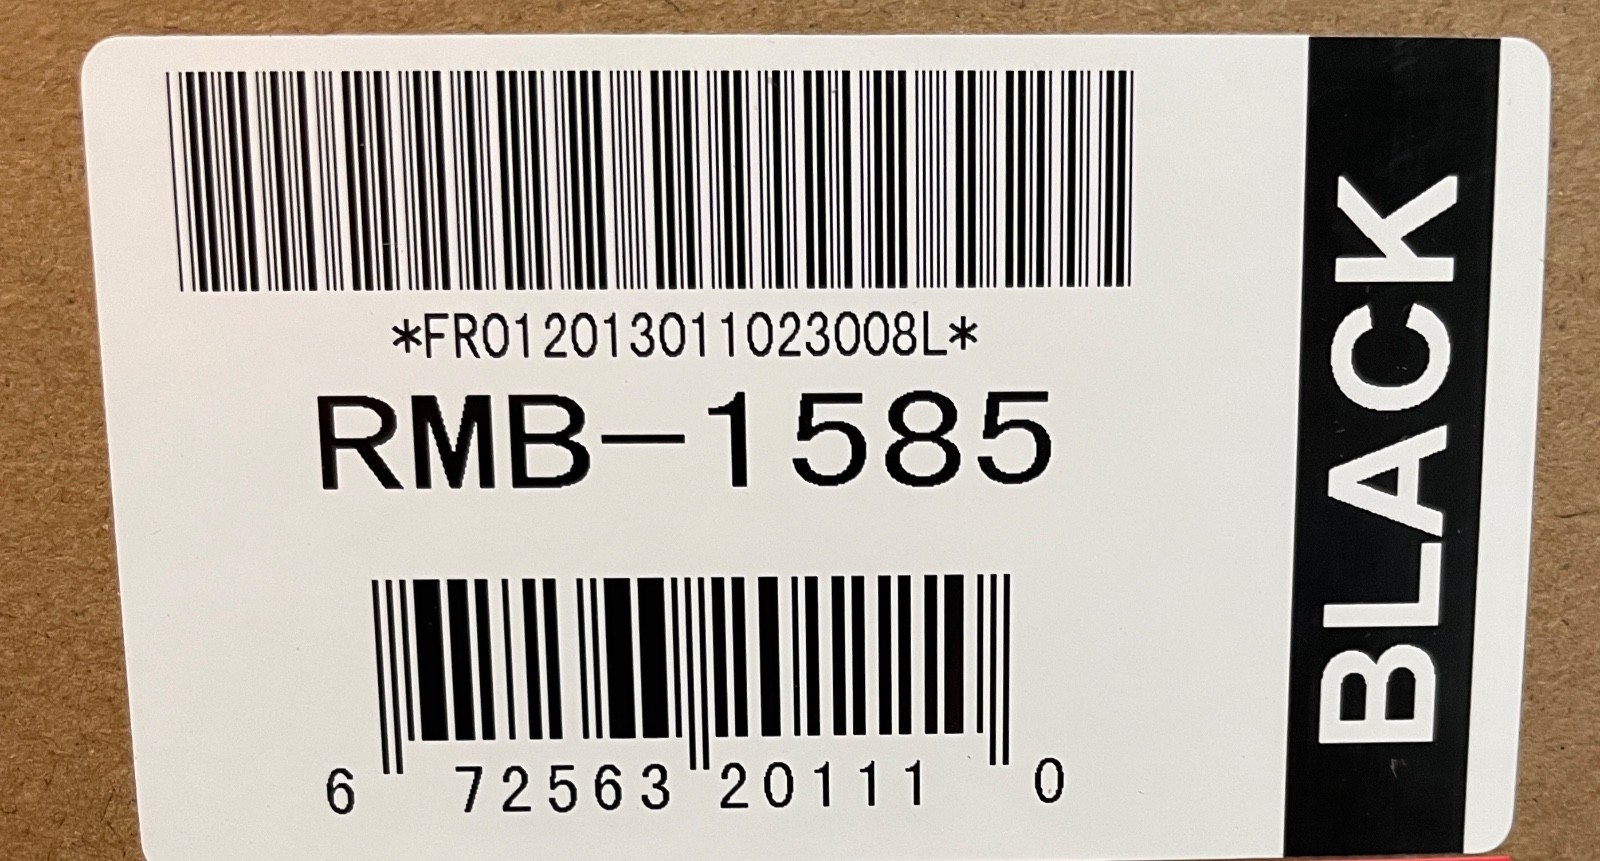 *FR012013011023008L*
RMB-1585
6 72563 20111 0
BLACK